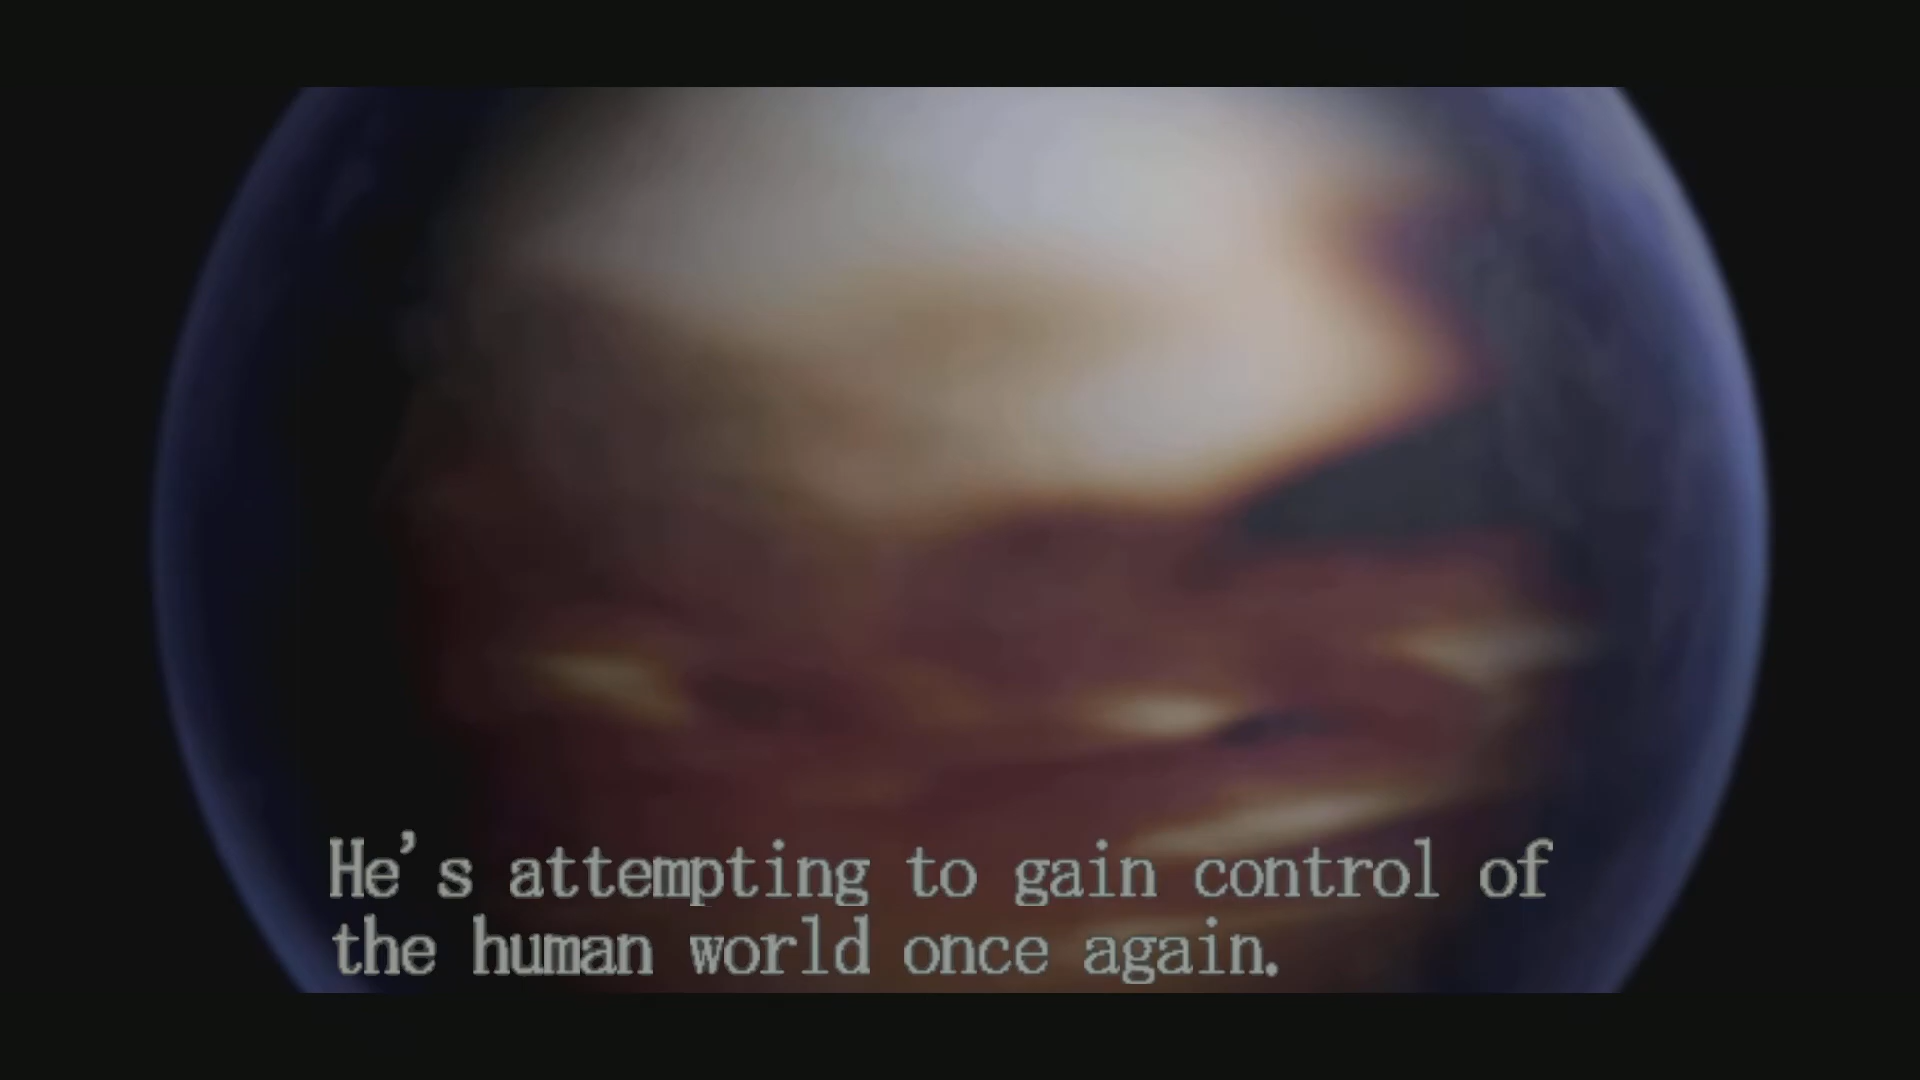 He's attempting to gain control of
the human world once again.